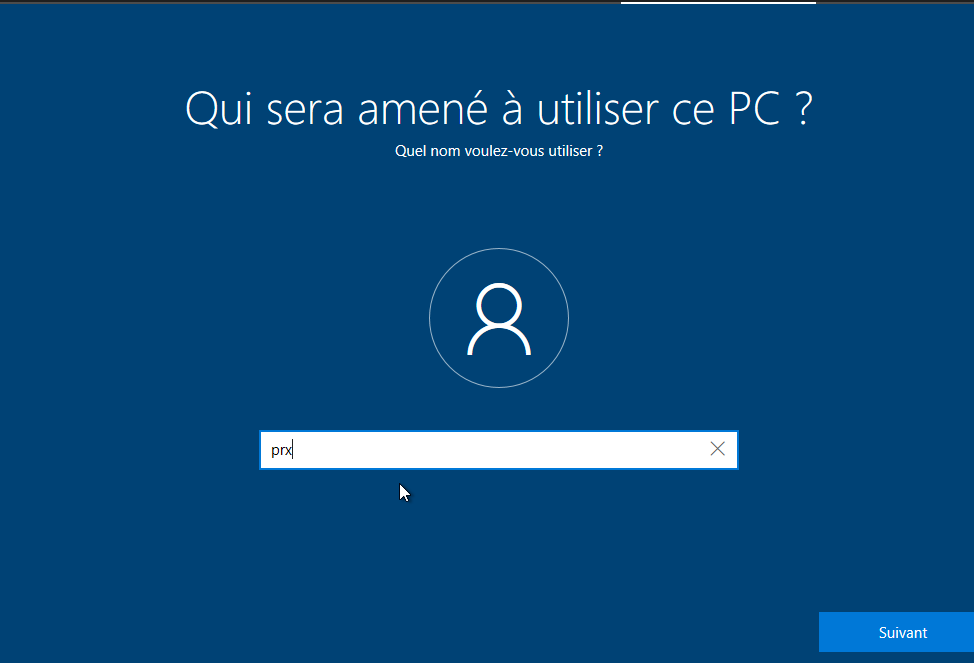 Qui sera amené à utiliser ce PC ?
Quel nom voulez-vous utiliser ?
prx
Suivant